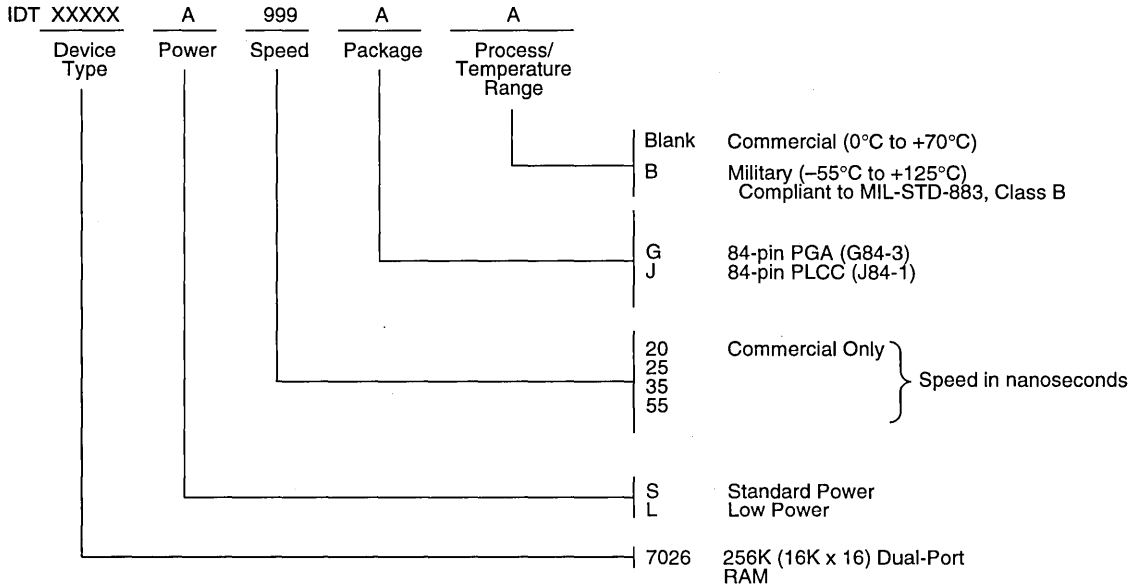 IDT XXXXX A 999 A A
Device Type Power Speed Package Process/ Temperature Range
Blank Commercial (0°C to +70°C)
B Military (–55°C to +125°C)
Compliant to MIL-STD-883, Class B
G 84-pin PGA (G84-3)
J 84-pin PLCC (J84-1)
20 Commercial Only
25
35
55
Speed in nanoseconds
S Standard Power
L Low Power
7026 256K (16K x 16) Dual-Port
RAM